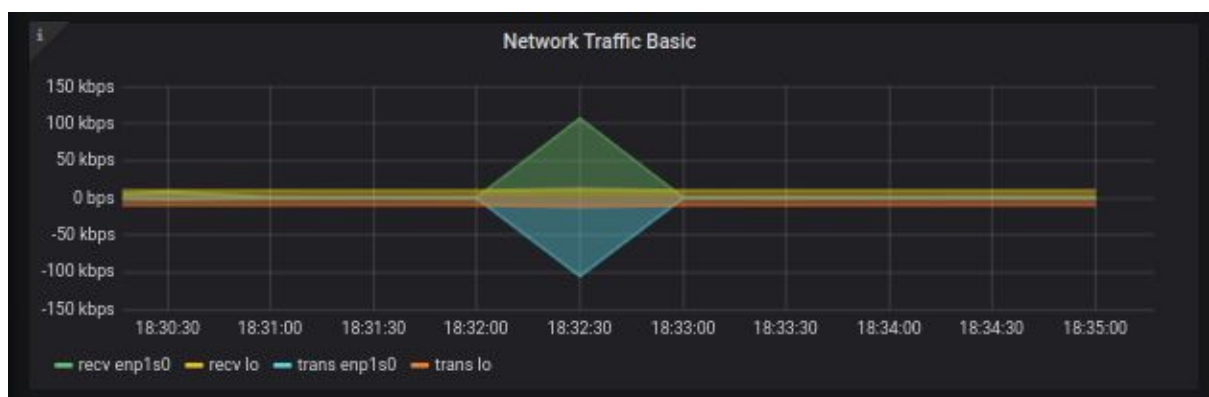 i
Network Traffic Basic
150 kbps
100 kbps
50 kbps
0 bps
-50 kbps
-100 kbps
-150 kbps
18:30:30 18:31:00 18:31:30 18:32:00 18:32:30 18:33:00 18:33:30 18:34:00 18:34:30 18:35:00
recv enp1s0 recv lo trans enp1s0 trans lo